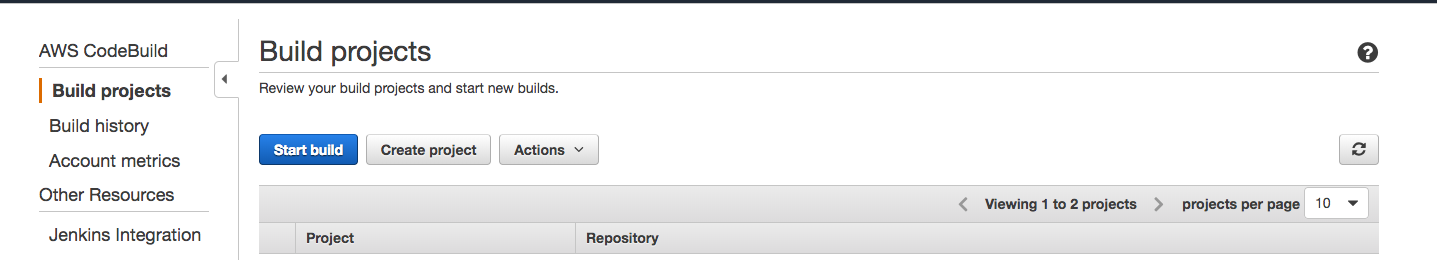 AWS CodeBuild
Build projects
Build history
Account metrics
Other Resources
Jenkins Integration
Build projects
?
Review your build projects and start new builds.
Start build Create project Actions
Viewing 1 to 2 projects projects per page 10
Project Repository